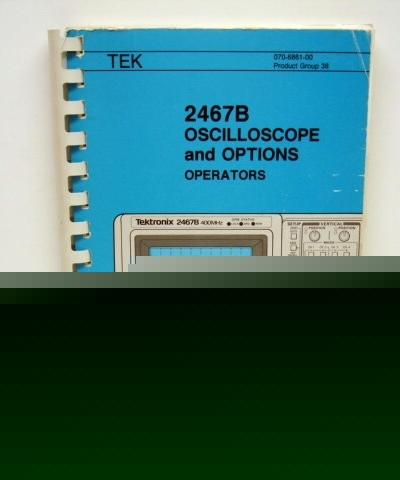 TEK
070-6861-00
Product Group 38
2467B
OSCILLOSCOPE
and OPTIONS
OPERATORS
Tektronix 2467B 400MHz
VERTICAL
POSITION
POSITION